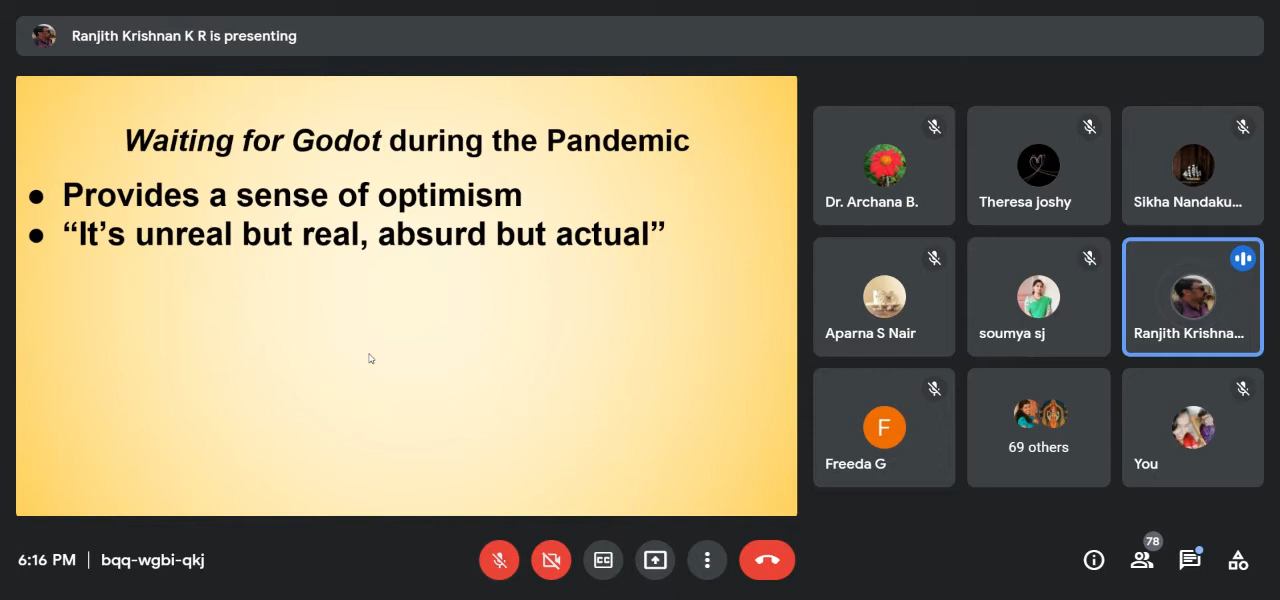 Ranjith Krishnan K R is presenting
Waiting for Godot during the Pandemic
● Provides a sense of optimism
● “It’s unreal but real, absurd but actual”
Dr. Archana B.
Theresa joshy
Sikha Nandaku...
Aparna S Nair
soumya sj
Ranjith Krishna...
F
Freeda G
69 others
You
6:16 PM | bqq-wgbi-qkj
CC
78